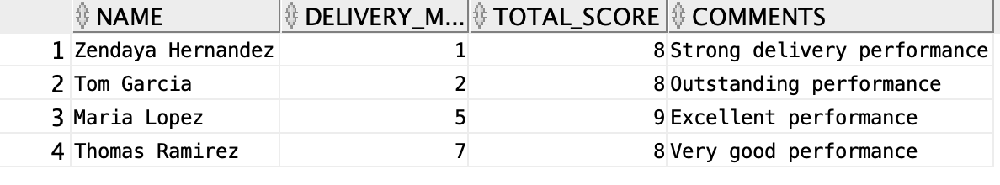 NAME DELIVERY_M... TOTAL_SCORE COMMENTS
1 Zendaya Hernandez 1 8 Strong delivery performance
2 Tom Garcia 2 8 Outstanding performance
3 Maria Lopez 5 9 Excellent performance
4 Thomas Ramirez 7 8 Very good performance